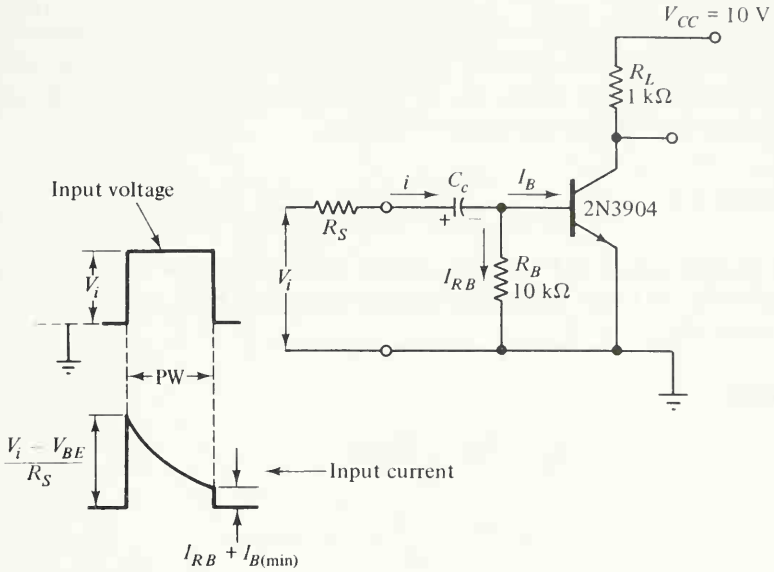 V_CC = 10 V
R_L
1 kΩ
Input voltage
i
C_c
I_B
2N3904
+
−
R_S
V_i
V_i
I_RB
R_B
10 kΩ
PW
V_i − V_BE
R_S
Input current
I_RB + I_B(min)